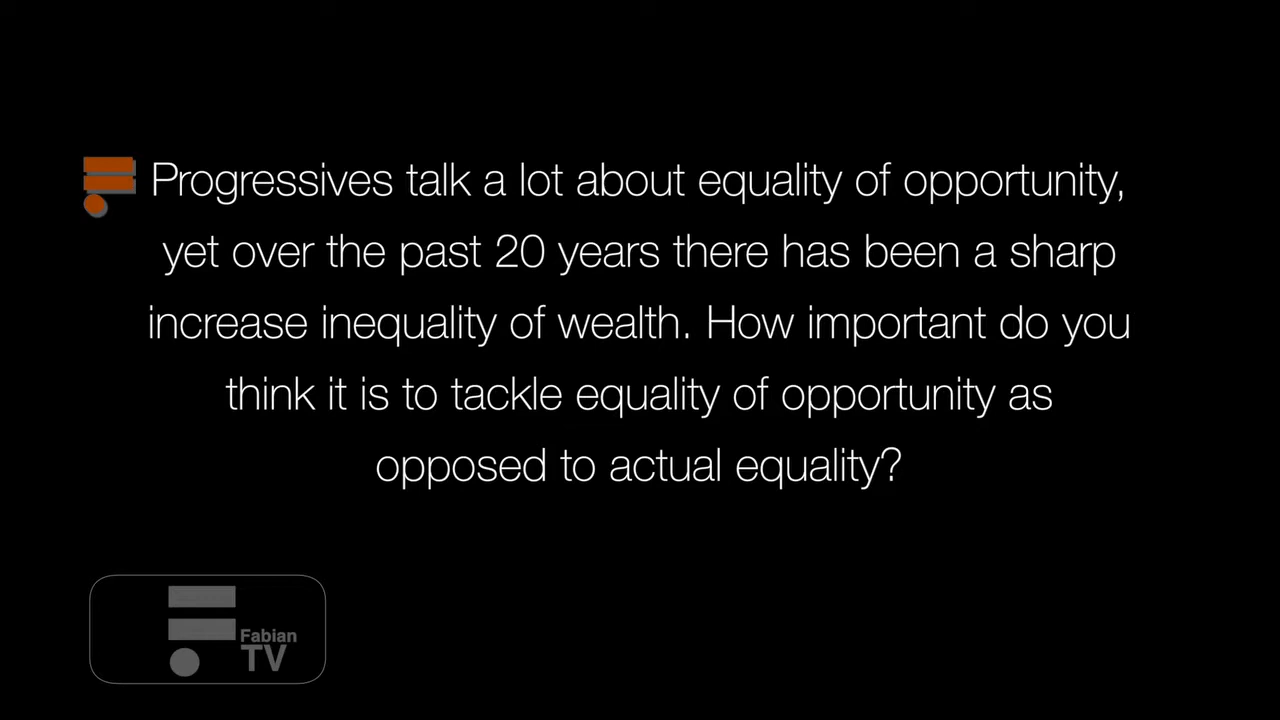 Progressives talk a lot about equality of opportunity,
yet over the past 20 years there has been a sharp
increase inequality of wealth. How important do you
think it is to tackle equality of opportunity as
opposed to actual equality?
Fabian
TV